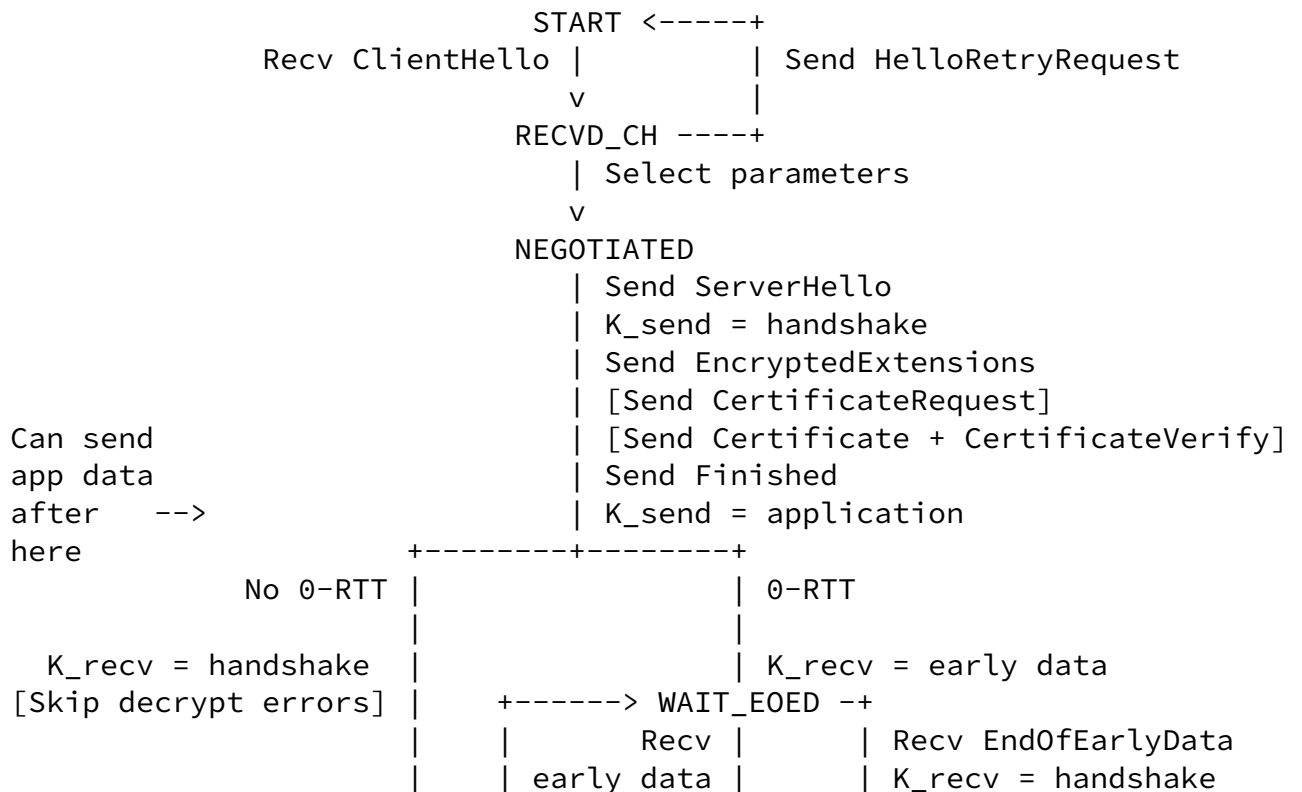 START <-----+
              Recv ClientHello |         | Send HelloRetryRequest
                               v         |
                            RECVD_CH ----+
                               | Select parameters
                               v
                            NEGOTIATED
                               | Send ServerHello
                               | K_send = handshake
                               | Send EncryptedExtensions
                               | [Send CertificateRequest]
Can send                       | [Send Certificate + CertificateVerify]
app data                       | Send Finished
after   -->                    | K_send = application
here                  +--------+--------+
             No 0-RTT |                 | 0-RTT
                      |                 |
  K_recv = handshake  |                 | K_recv = early data
[Skip decrypt errors] |    +------> WAIT_EOED -+
                      |    |       Recv |      | Recv EndOfEarlyData
                      |    | early data |      | K_recv = handshake